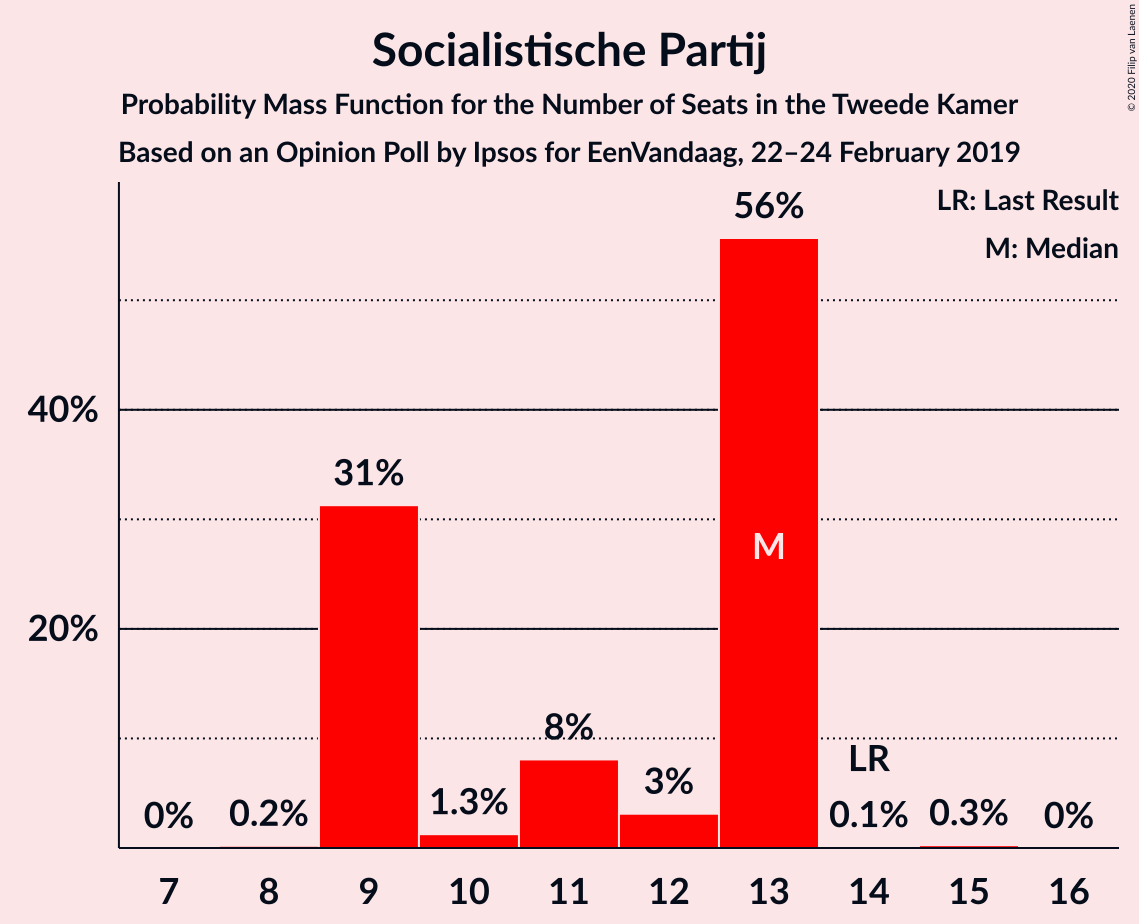 Socialistische Partij
Probability Mass Function for the Number of Seats in the Tweede Kamer
Based on an Opinion Poll by Ipsos for EenVandaag, 22–24 February 2019
© 2020 Filip van Laenen
LR: Last Result
M: Median
56%
40%
31%
M
20%
8%
LR
3%
1.3%
0%
0.2%
0.1%
0.3%
0%
7 8 9 10 11 12 13 14 15 16